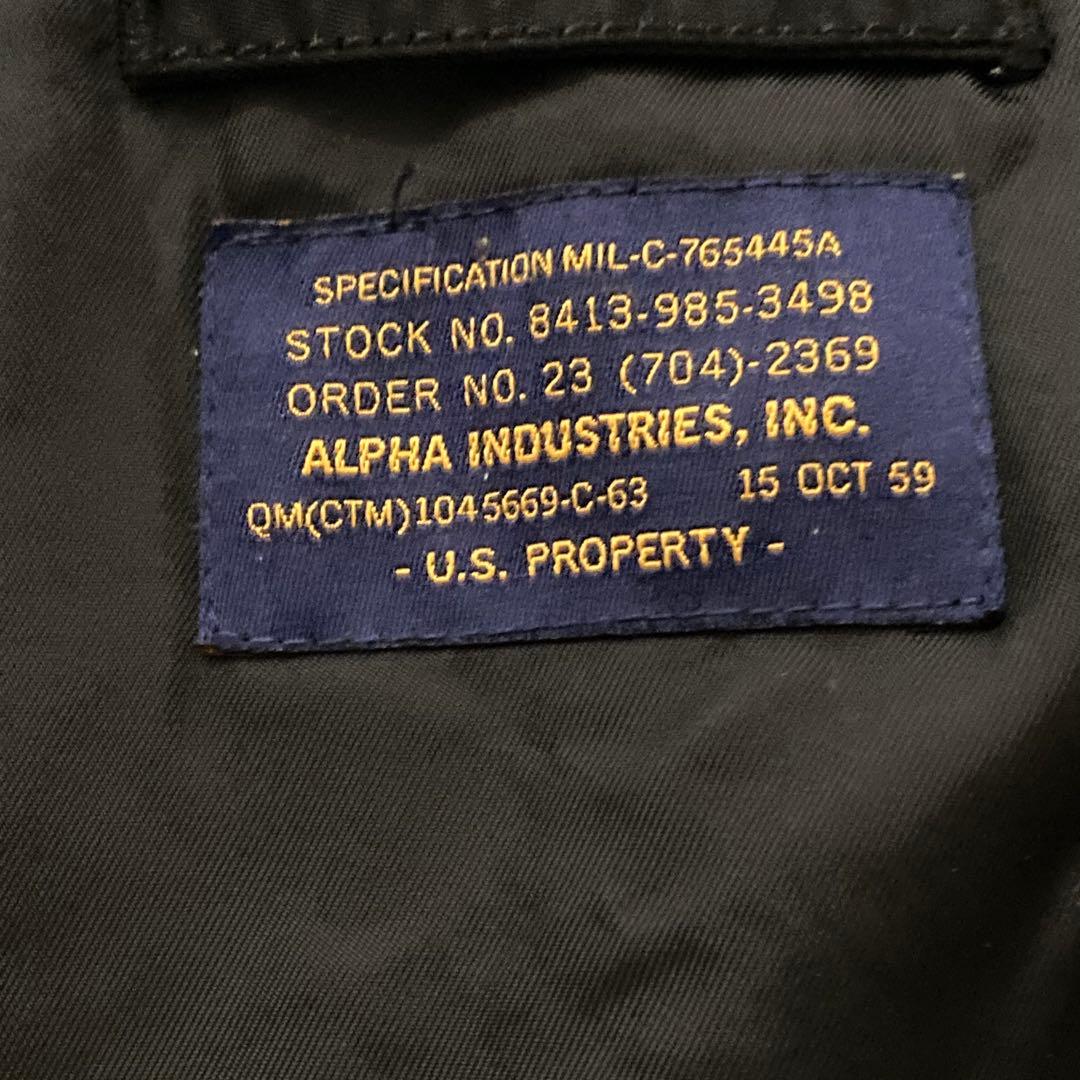 SPECIFICATION MIL-C-765445A
STOCK NO. 8413-985-3498
ORDER NO. 23 (704)-2369
ALPHA INDUSTRIES, INC.
QM(CTM)1045669-C-63 15 OCT 59
- U.S. PROPERTY -